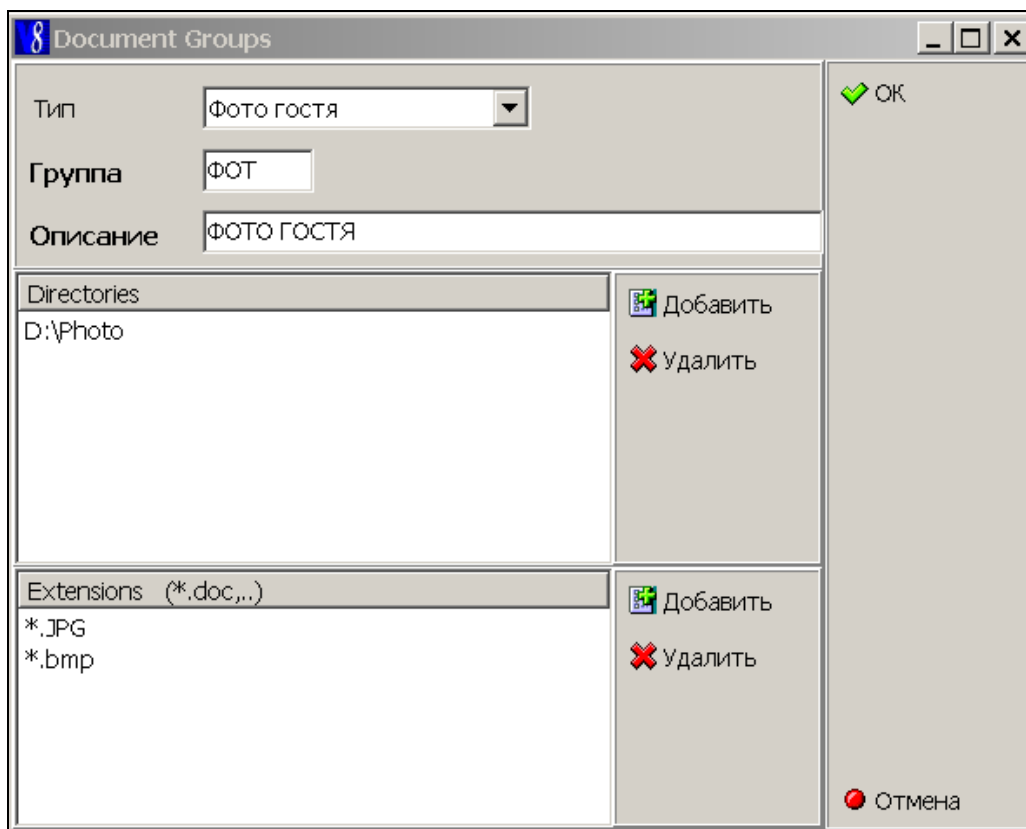 Document Groups
Тип
Фото гостя
Группа
ФОТ
Описание
ФОТО ГОСТЯ
ОК
Directories
D:\Photo
Добавить
Удалить
Extensions (*.doc,..)
*.JPG
*.bmp
Добавить
Удалить
Отмена